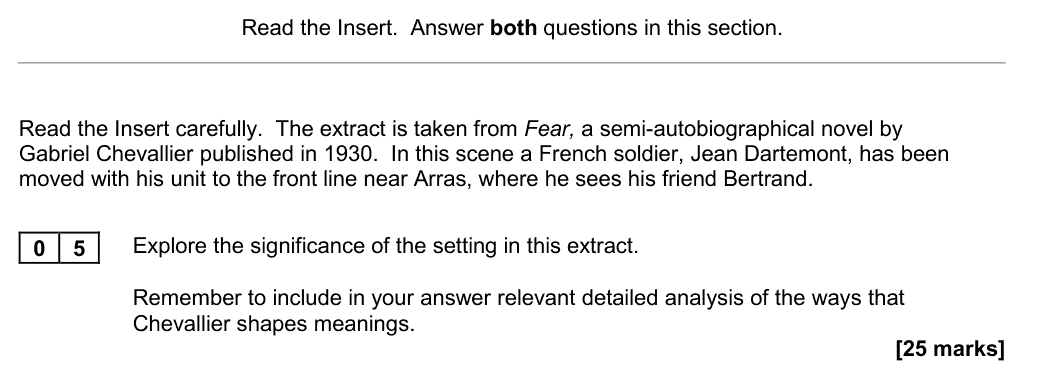 Read the Insert.  Answer both questions in this section.
Read the Insert carefully.  The extract is taken from Fear, a semi-autobiographical novel by
Gabriel Chevallier published in 1930.  In this scene a French soldier, Jean Dartemont, has been
moved with his unit to the front line near Arras, where he sees his friend Bertrand.
0 5 Explore the significance of the setting in this extract.
Remember to include in your answer relevant detailed analysis of the ways that
Chevallier shapes meanings.
[25 marks]